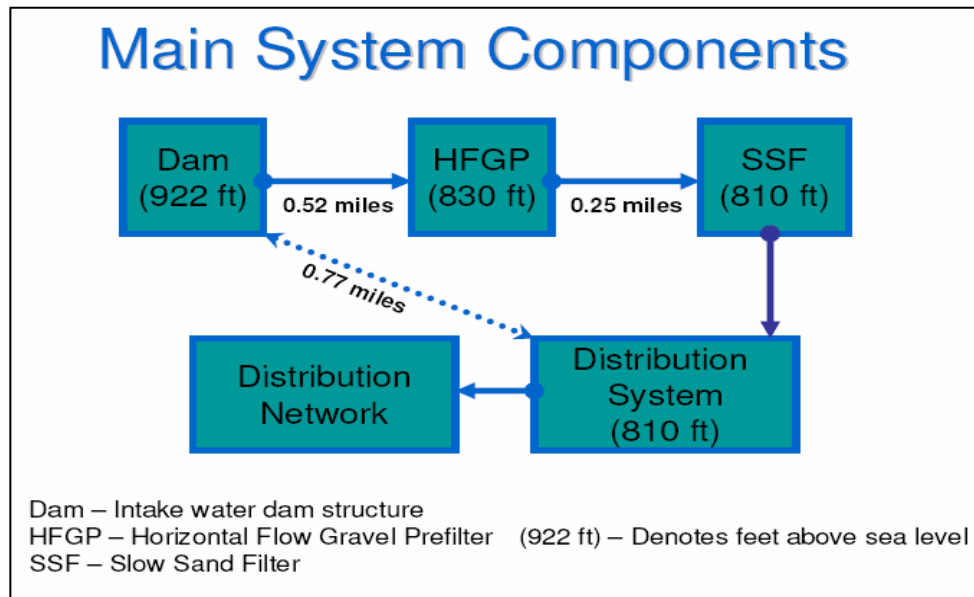 Main System Components
Dam
(922 ft)
0.52 miles
HFGP
(830 ft)
0.25 miles
SSF
(810 ft)
0.77 miles
Distribution
Network
Distribution
System
(810 ft)
Dam – Intake water dam structure
HFGP – Horizontal Flow Gravel Prefilter (922 ft) – Denotes feet above sea level
SSF – Slow Sand Filter